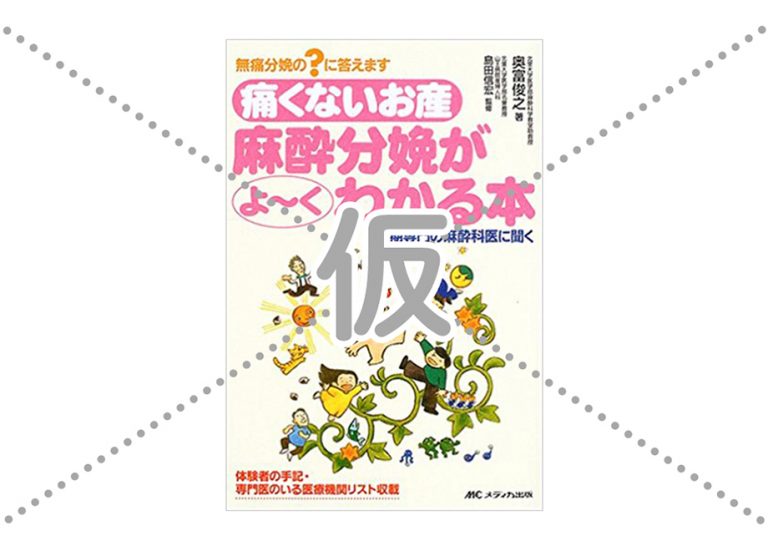 無痛分娩の?に答えます
痛くないお産
麻酔分娩が
よ〜くわかる本
の麻酔科医に聞く
奥富俊之 著
島田信宏 監修
仮
体験者の手記・
専門医のいる医療機関リスト収載
MC メディカ出版